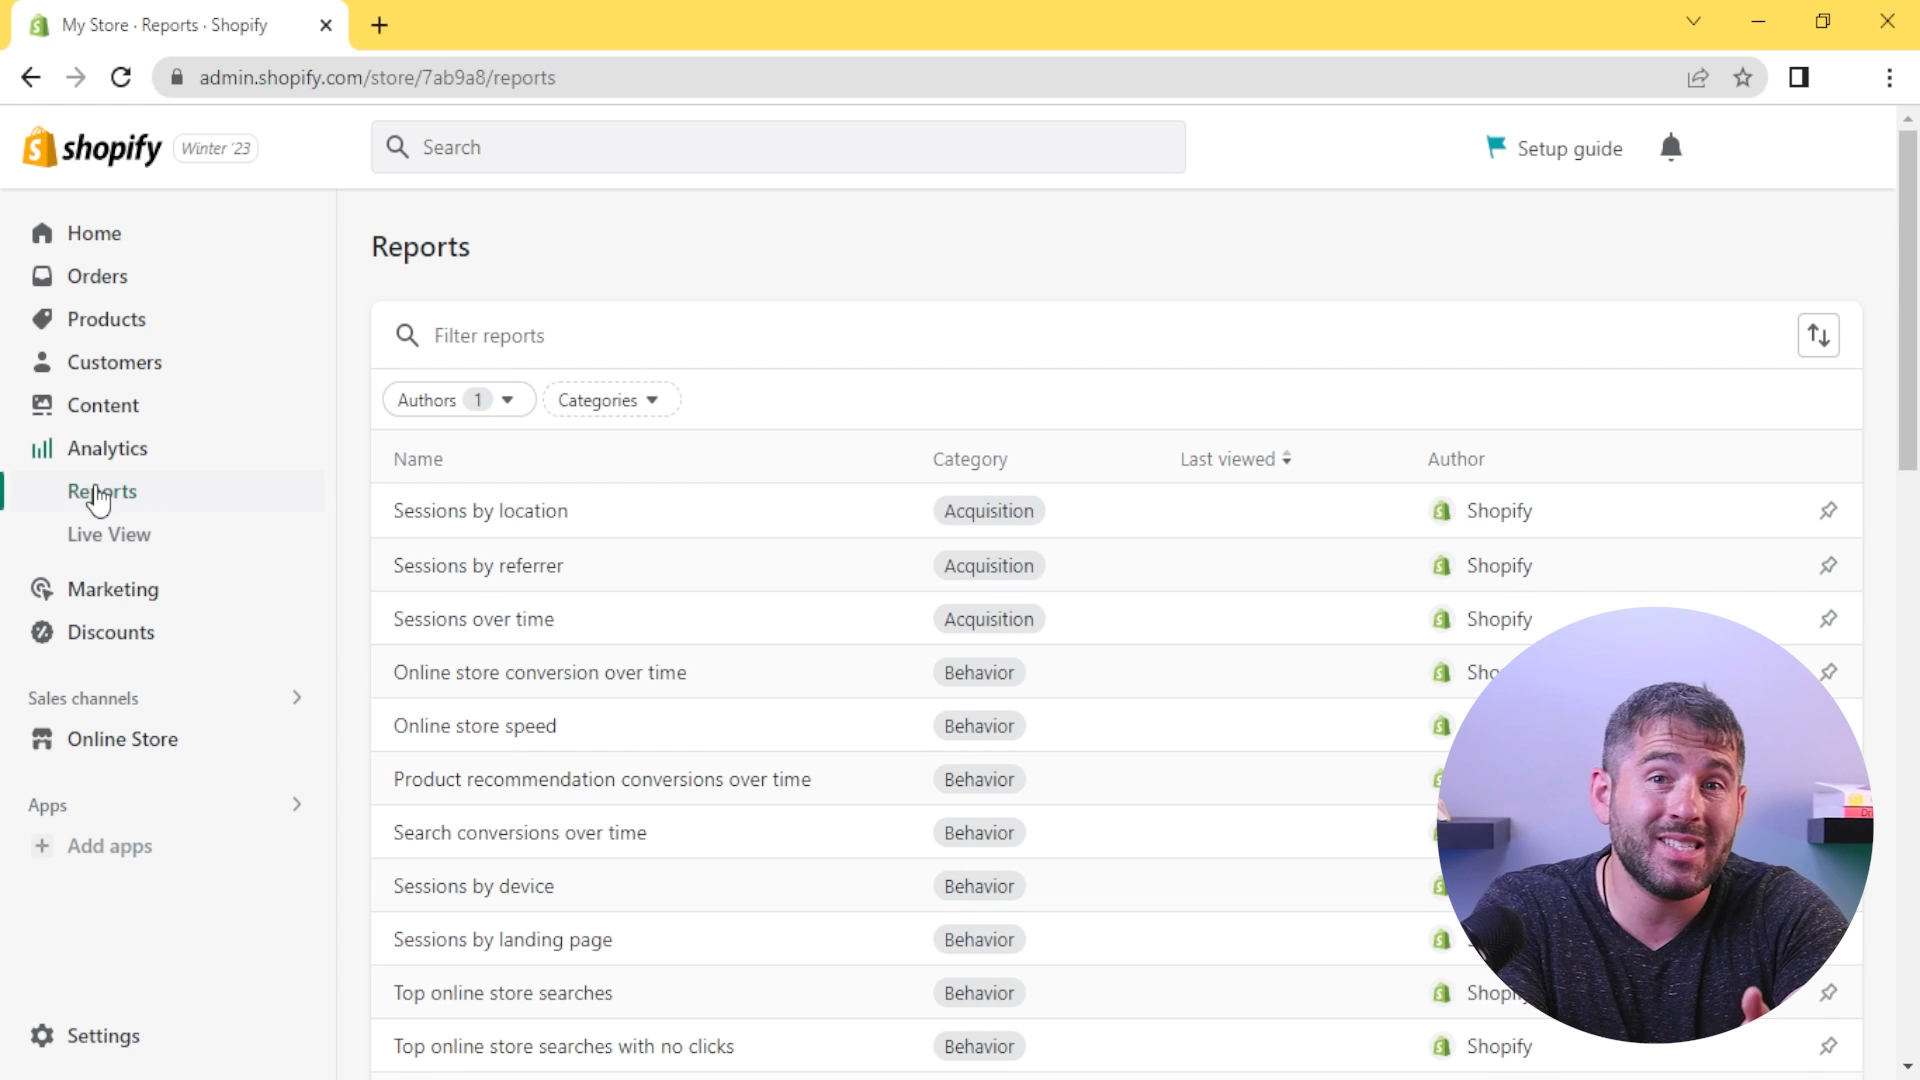 My Store · Reports · Shopify
admin.shopify.com/store/7ab9a8/reports
shopify
Winter '23
Search
Setup guide
Home
Orders
Products
Customers
Content
Analytics
Reports
Live View
Marketing
Discounts
Sales channels
Online Store
Apps
Add apps
Settings
Reports
Filter reports
Authors 1
Categories
Name Category Last viewed Author
Sessions by location Acquisition Shopify
Sessions by referrer Acquisition Shopify
Sessions over time Acquisition Shopify
Online store conversion over time Behavior Sho
Online store speed Behavior
Product recommendation conversions over time Behavior
Search conversions over time Behavior
Sessions by device Behavior
Sessions by landing page Behavior
Top online store searches Behavior Shop
Top online store searches with no clicks Behavior Shopify